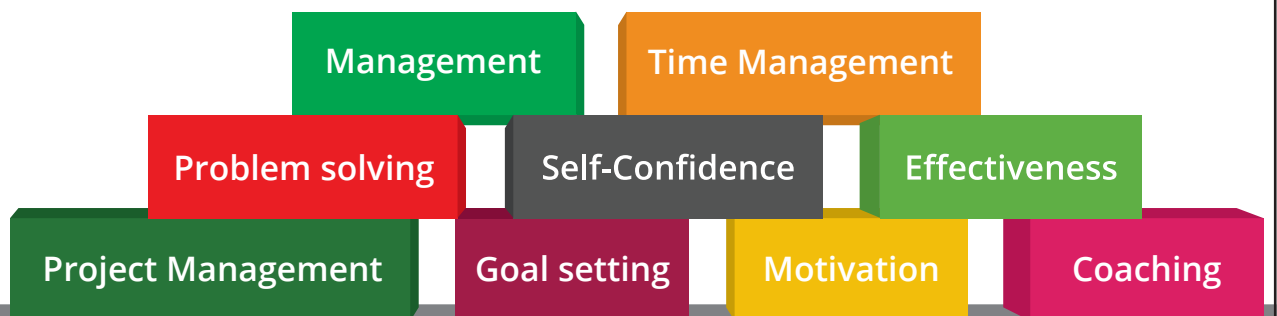 Management
Time Management
Problem solving
Self-Confidence
Effectiveness
Project Management
Goal setting
Motivation
Coaching